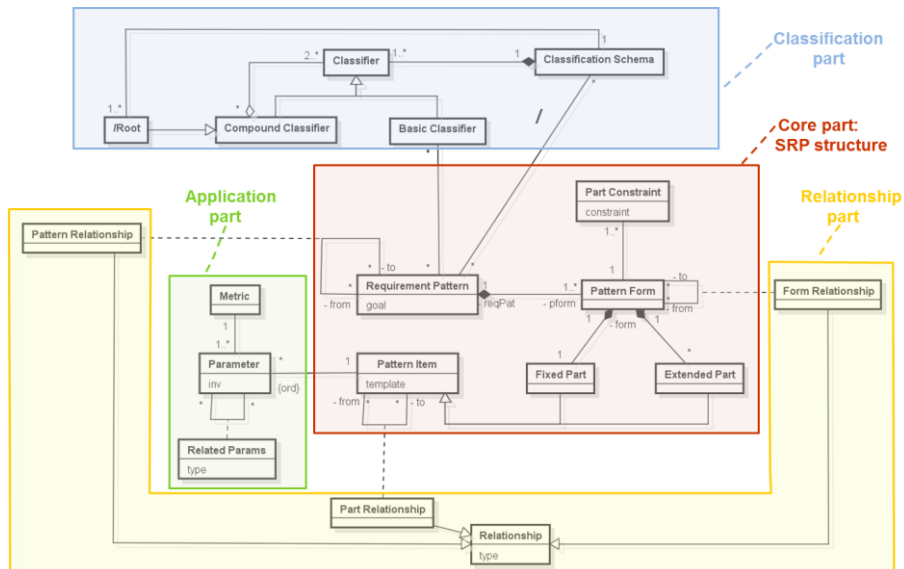 Classification
part
1
2..*
Classifier
1..*
1
Classification Schema
*
1..*
*
/
/Root
Compound Classifier
Basic Classifier
*
Core part:
SRP structure
Application
part
Relationship
part
Part Constraint
constraint
1..*
Pattern Relationship
*
- to
*
*
1
- to
*
Requirement Pattern
goal
1
- reqPat
1..*
- pform
Pattern Form
*
*
from
Form Relationship
- from
Metric
1
1..*
1
- form
1
1
*
Parameter
inv
*
{ord}
1
Pattern Item
template
Fixed Part
Extended Part
*
*
- from
*
*
- to
Related Params
type
Part Relationship
Relationship
type